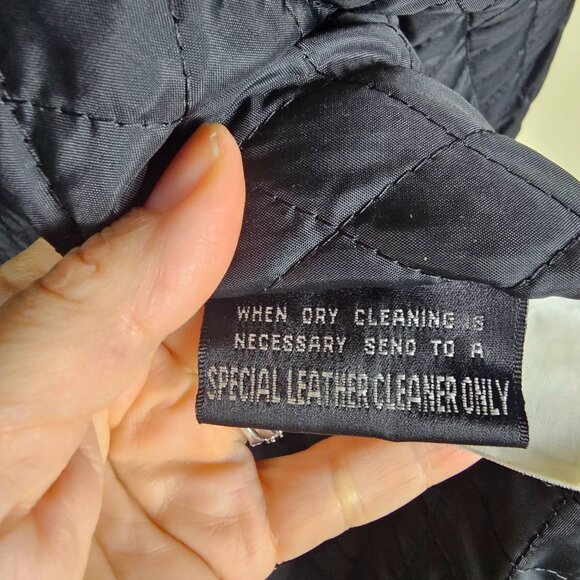 WHEN DRY CLEANING IS
NECESSARY SEND TO A
SPECIAL LEATHER CLEANER ONLY